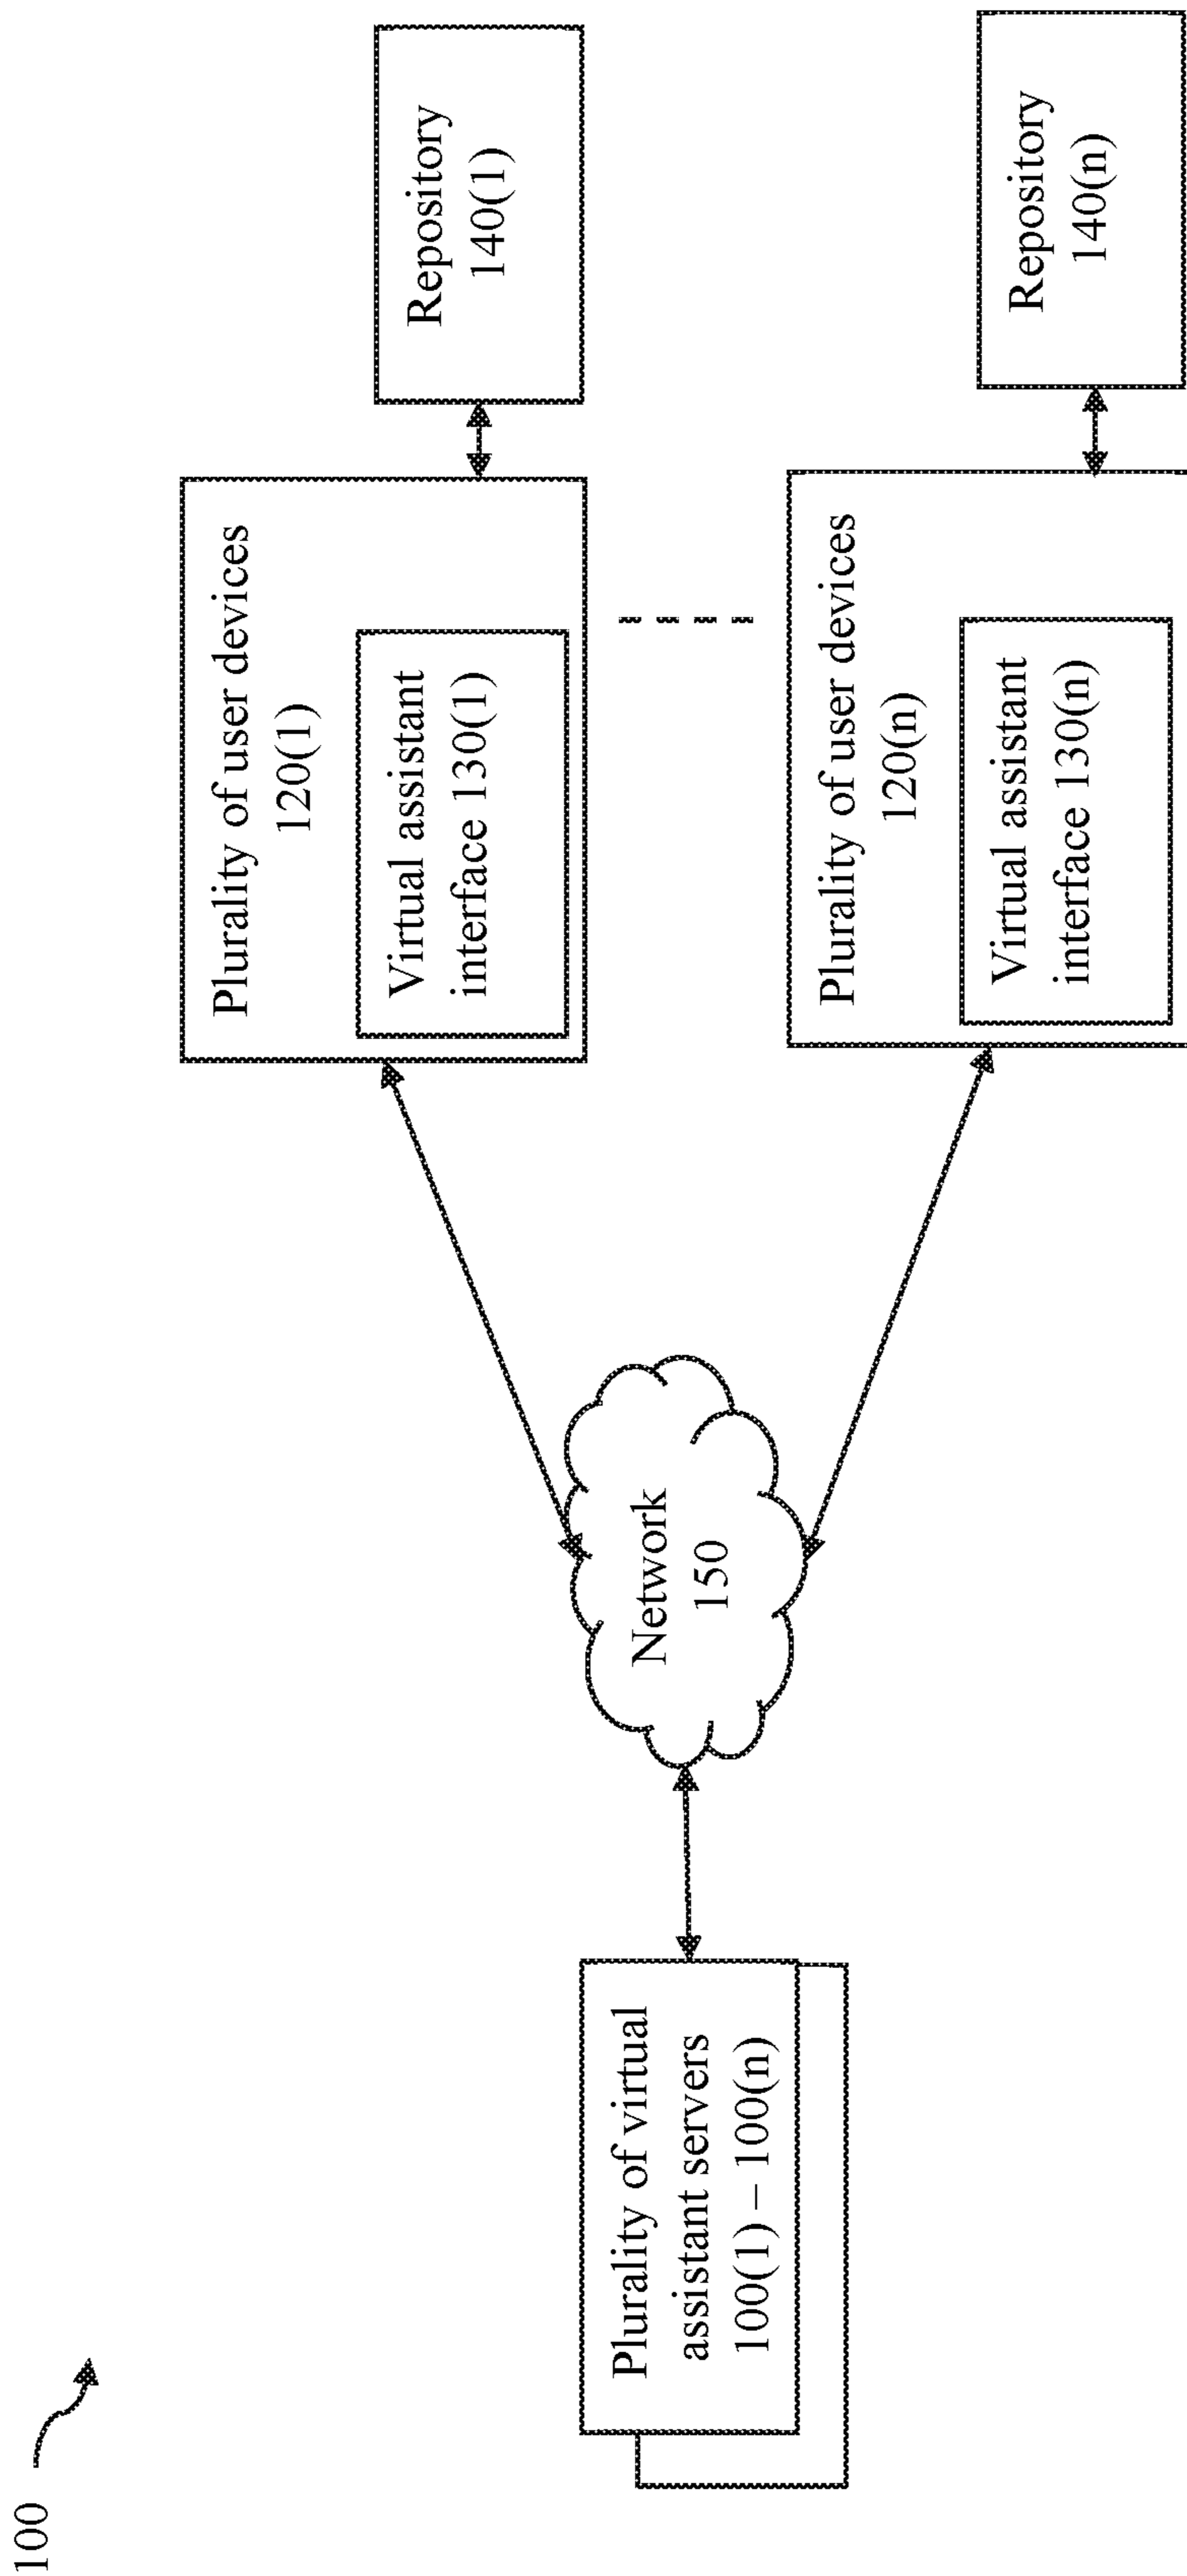 100
Plurality of virtual
assistant servers
100(1) – 100(n)
Network
150
Plurality of user devices
120(1)
Virtual assistant
interface 130(1)
Repository
140(1)
Plurality of user devices
120(n)
Virtual assistant
interface 130(n)
Repository
140(n)